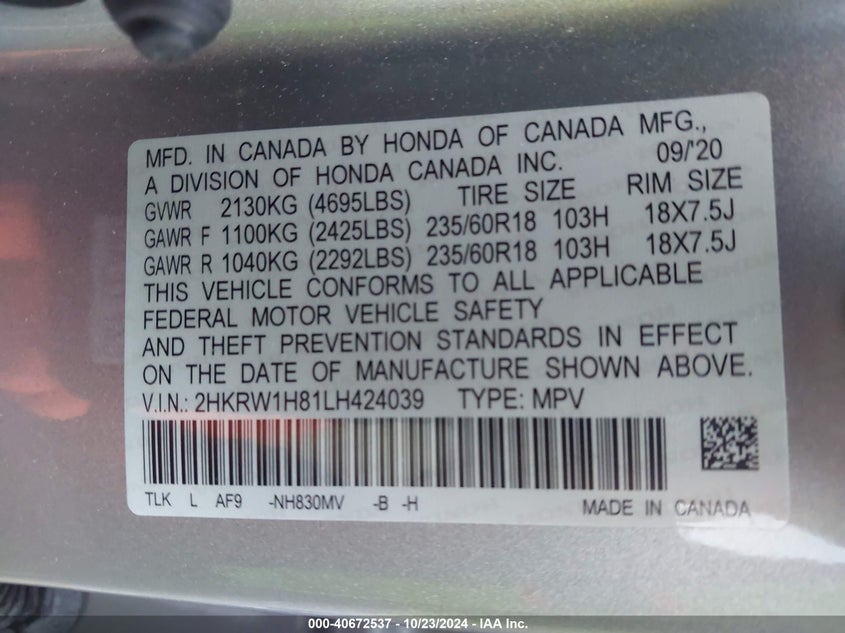 MFD. IN CANADA BY HONDA OF CANADA MFG.,
A DIVISION OF HONDA CANADA INC. 09/'20
GVWR 2130KG (4695LBS) TIRE SIZE RIM SIZE
GAWR F 1100KG (2425LBS) 235/60R18 103H 18X7.5J
GAWR R 1040KG (2292LBS) 235/60R18 103H 18X7.5J
THIS VEHICLE CONFORMS TO ALL APPLICABLE
FEDERAL MOTOR VEHICLE SAFETY
AND THEFT PREVENTION STANDARDS IN EFFECT
ON THE DATE OF MANUFACTURE SHOWN ABOVE.
V.I.N.: 2HKRW1H81LH424039 TYPE: MPV
TLK L AF9 -NH830MV -B -H MADE IN CANADA
000-40672537 - 10/23/2024 - IAA Inc.